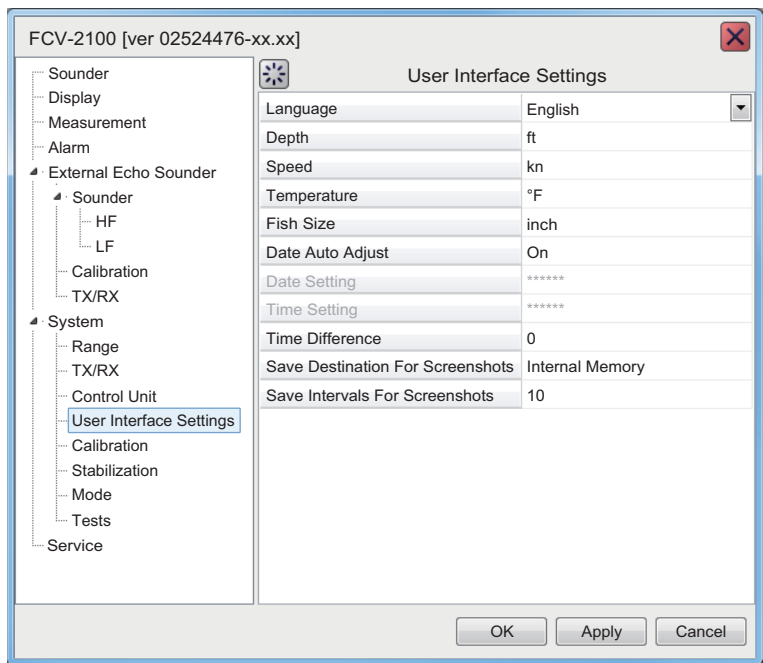 FCV-2100 [ver 02524476-xx.xx]
Sounder
Display
Measurement
Alarm
External Echo Sounder
Sounder
HF
LF
Calibration
TX/RX
System
Range
TX/RX
Control Unit
User Interface Settings
Calibration
Stabilization
Mode
Tests
Service
User Interface Settings
Language English
Depth ft
Speed kn
Temperature °F
Fish Size inch
Date Auto Adjust On
Date Setting ******
Time Setting ******
Time Difference 0
Save Destination For Screenshots Internal Memory
Save Intervals For Screenshots 10
OK Apply Cancel